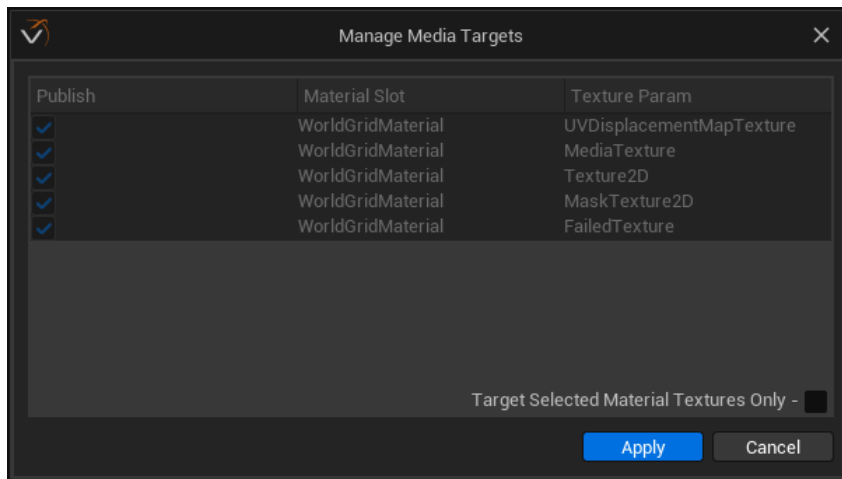 Manage Media Targets
Publish Material Slot Texture Param
WorldGridMaterial UVDisplacementMapTexture
WorldGridMaterial MediaTexture
WorldGridMaterial Texture2D
WorldGridMaterial MaskTexture2D
WorldGridMaterial FailedTexture
Target Selected Material Textures Only -
Apply Cancel